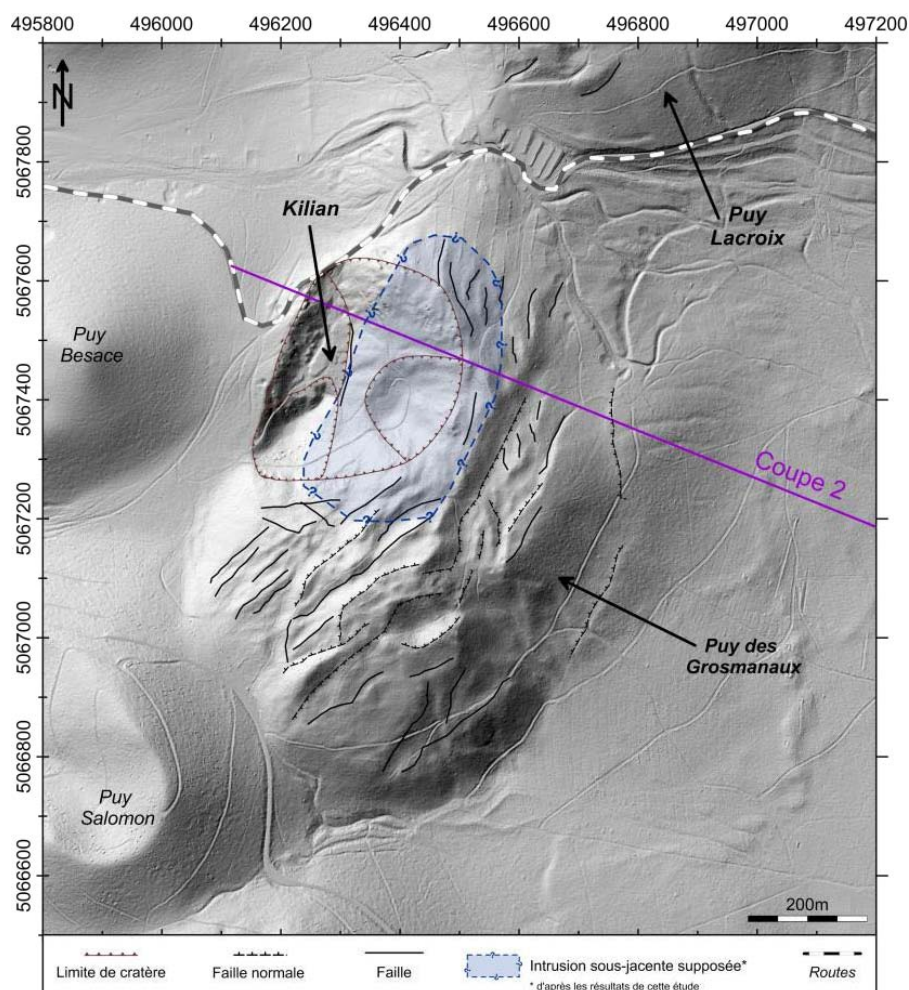 495800 496000 496200 496400 496600 496800 497000 497200
N
5067800
5067600
5067400
5067200
5067000
5066800
5066600
Kilian
Puy
Lacroix
Puy
Besace
Coupe 2
Puy des
Grosmanaux
Puy
Salomon
200m
Limite de cratère
Faille normale
Faille
? Intrusion sous-jacente supposée*
* d'après les résultats de cette étude
Routes